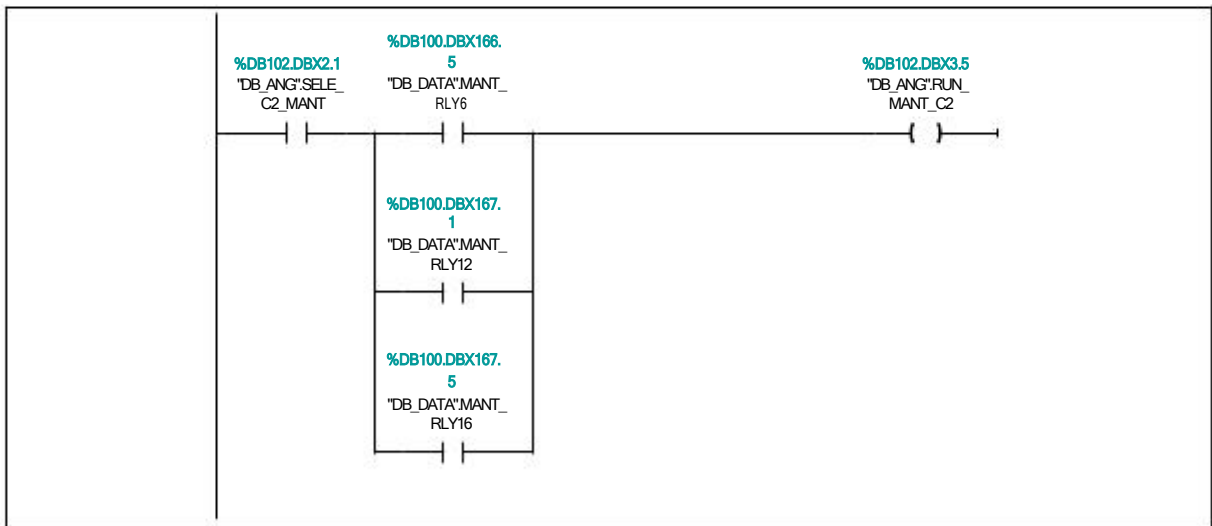 %DB102.DBX2.1
"DB_ANG".SELE_
C2_MANT
%DB100.DBX166.
5
"DB_DATA".MANT_
RLY6
%DB102.DBX3.5
"DB_ANG".RUN_
MANT_C2
%DB100.DBX167.
1
"DB_DATA".MANT_
RLY12
%DB100.DBX167.
5
"DB_DATA".MANT_
RLY16